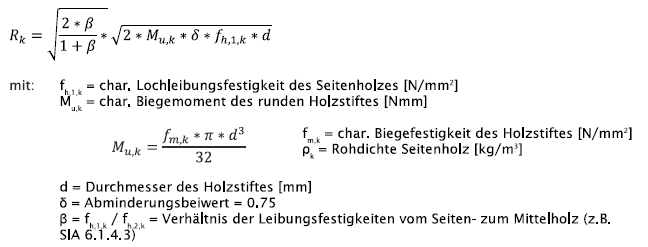 R_k = √(2 * β / 1 + β) * √(2 * M_u,k * δ * f_h,1,k * d)
mit: f_h,1,k = char. Lochleibungsfestigkeit des Seitenholzes [N/mm²]
M_u,k = char. Biegemoment des runden Holzstiftes [Nmm]
M_u,k = f_m,k * π * d³ / 32 f_m,k = char. Biegefestigkeit des Holzstiftes [N/mm²]
ρ_k = Rohdichte Seitenholz [kg/m³]
d = Durchmesser des Holzstiftes [mm]
δ = Abminderungsbeiwert = 0.75
β = f_h,1,k / f_h,2,k = Verhältnis der Leibungsfestigkeiten vom Seiten- zum Mittelholz (z.B.
SIA 6.1.4.3)